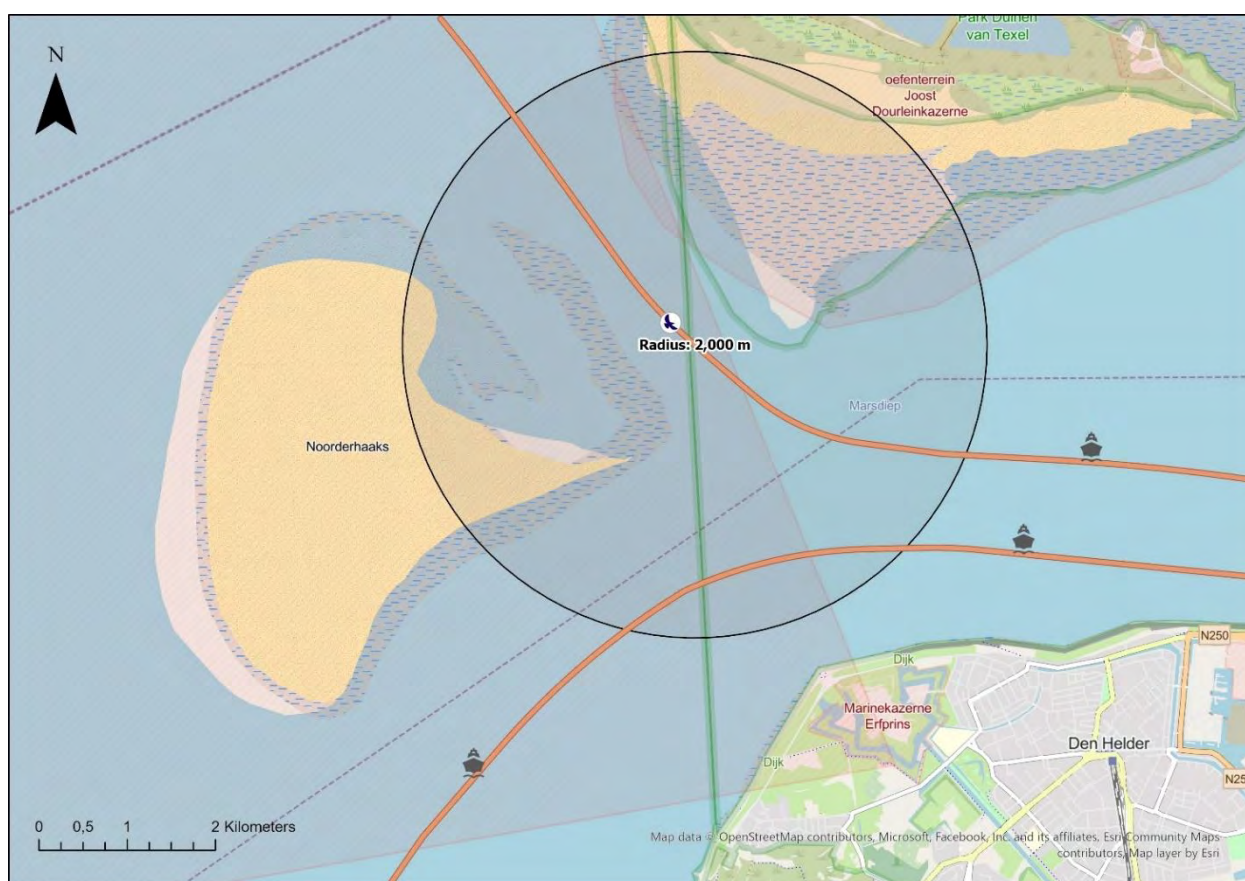 Park Duinen
van Texel
N
oefenterrein
Joost
Dourleinkazerne
Radius: 2,000 m
Marsdiep
Noorderhaaks
N250
Dijk
Marinekazerne
Erfprins
Den Helder
Dijk
N25
0 0,5 1 2 Kilometers
Map data © OpenStreetMap contributors, Microsoft, Facebook, Inc. and its affiliates, Esri Community Maps
contributors, Map layer by Esri